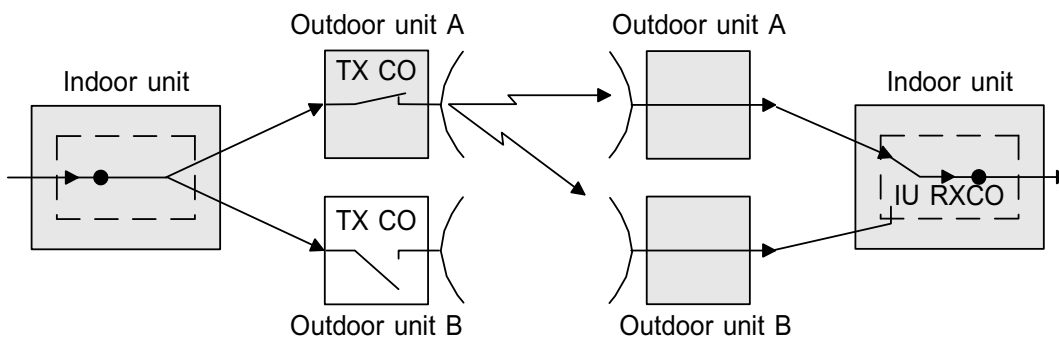 Outdoor unit A
Outdoor unit A
Indoor unit
TX CO
Indoor unit
IU RXCO
TX CO
Outdoor unit B
Outdoor unit B